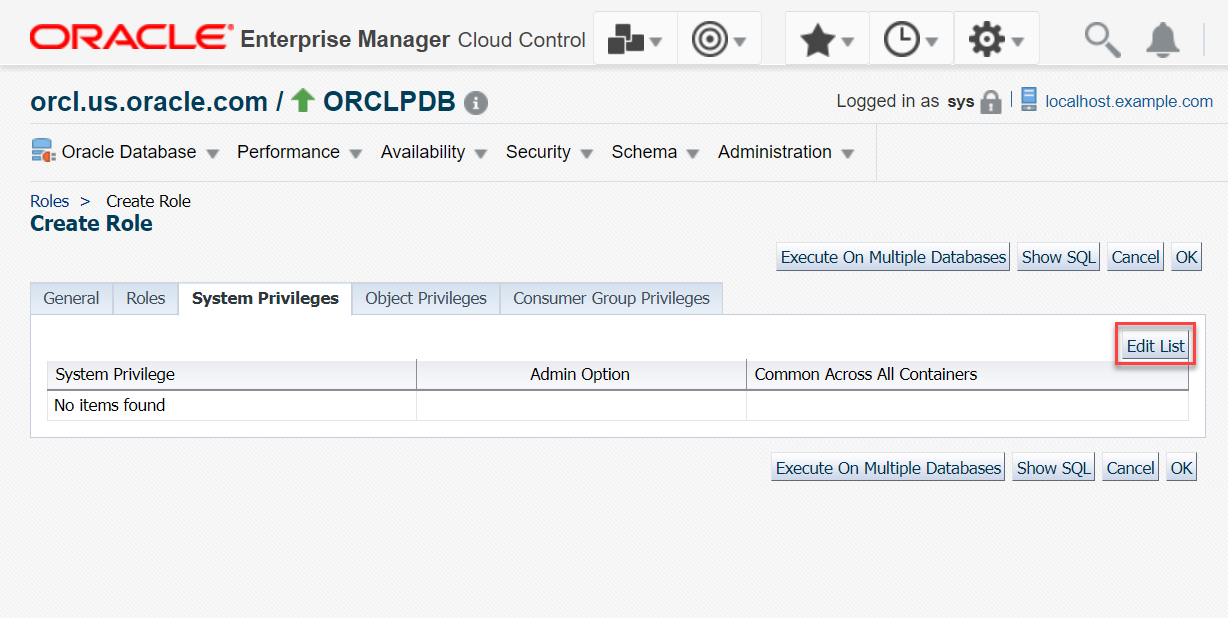 ORACLE Enterprise Manager Cloud Control
orcl.us.oracle.com / ORCLPDB
Logged in as sys localhost.example.com
Oracle Database Performance Availability Security Schema Administration
Roles > Create Role
Create Role
Execute On Multiple Databases Show SQL Cancel OK
General Roles System Privileges Object Privileges Consumer Group Privileges
Edit List
System Privilege Admin Option Common Across All Containers
No items found
Execute On Multiple Databases Show SQL Cancel OK